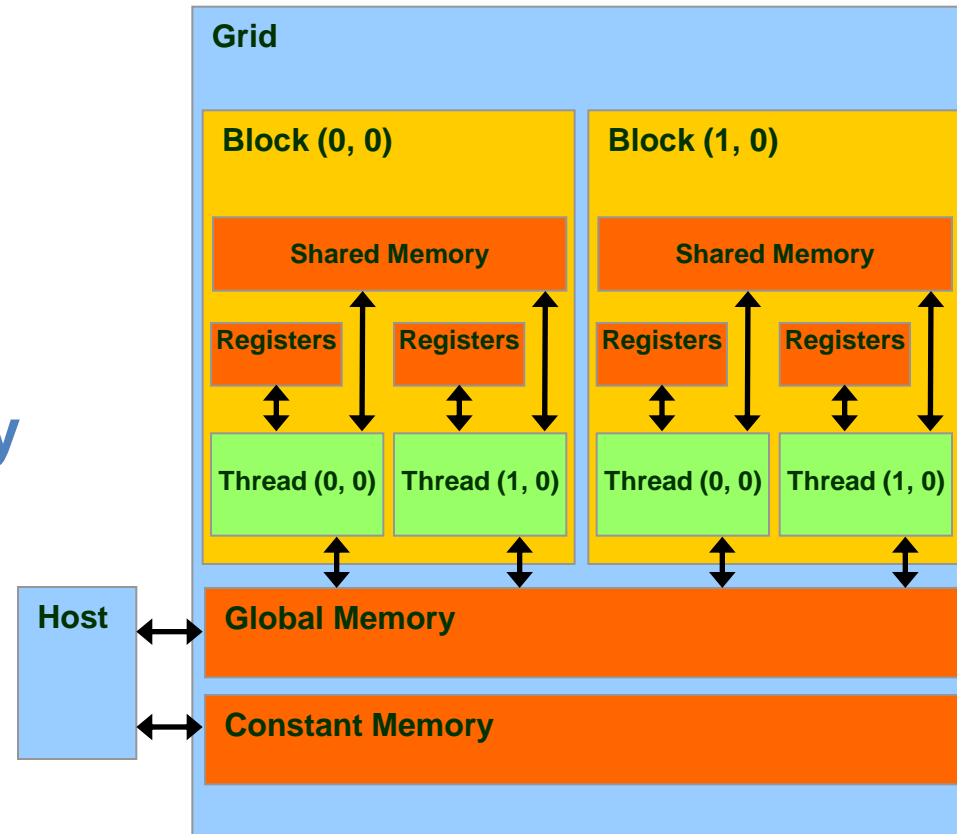 Grid
Block (0, 0)
Block (1, 0)
Shared Memory
Shared Memory
Registers
Registers
Registers
Registers
y
Thread (0, 0)
Thread (1, 0)
Thread (0, 0)
Thread (1, 0)
Host
Global Memory
Constant Memory